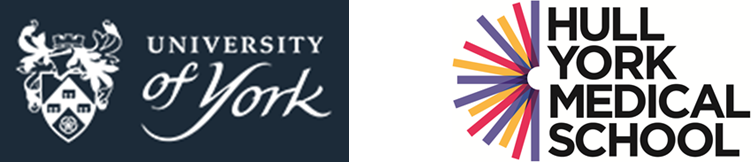 UNIVERSITY
of York
HULL
YORK
MEDICAL
SCHOOL